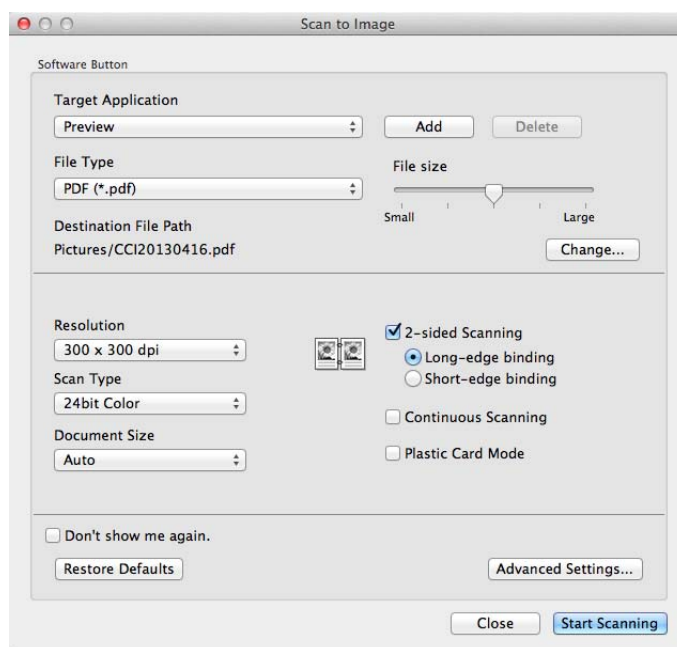 Scan to Image
Software Button
Target Application
Preview
Add
Delete
File Type
PDF (*.pdf)
File size
Small
Large
Destination File Path
Pictures/CCI20130416.pdf
Change...
Resolution
300 x 300 dpi
Scan Type
24bit Color
Document Size
Auto
2-sided Scanning
Long-edge binding
Short-edge binding
Continuous Scanning
Plastic Card Mode
Don't show me again.
Restore Defaults
Advanced Settings...
Close
Start Scanning